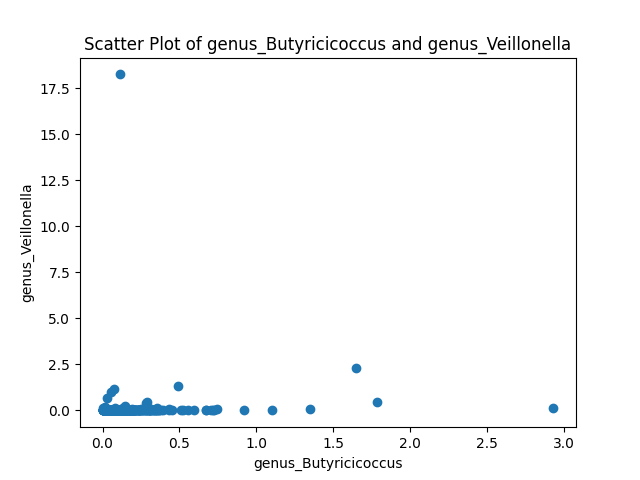 Scatter Plot of genus_Butyricicoccus and genus_Veillonella
17.5
15.0
12.5
10.0
7.5
5.0
2.5
0.0
genus_Veillonella
0.0 0.5 1.0 1.5 2.0 2.5 3.0
genus_Butyricicoccus